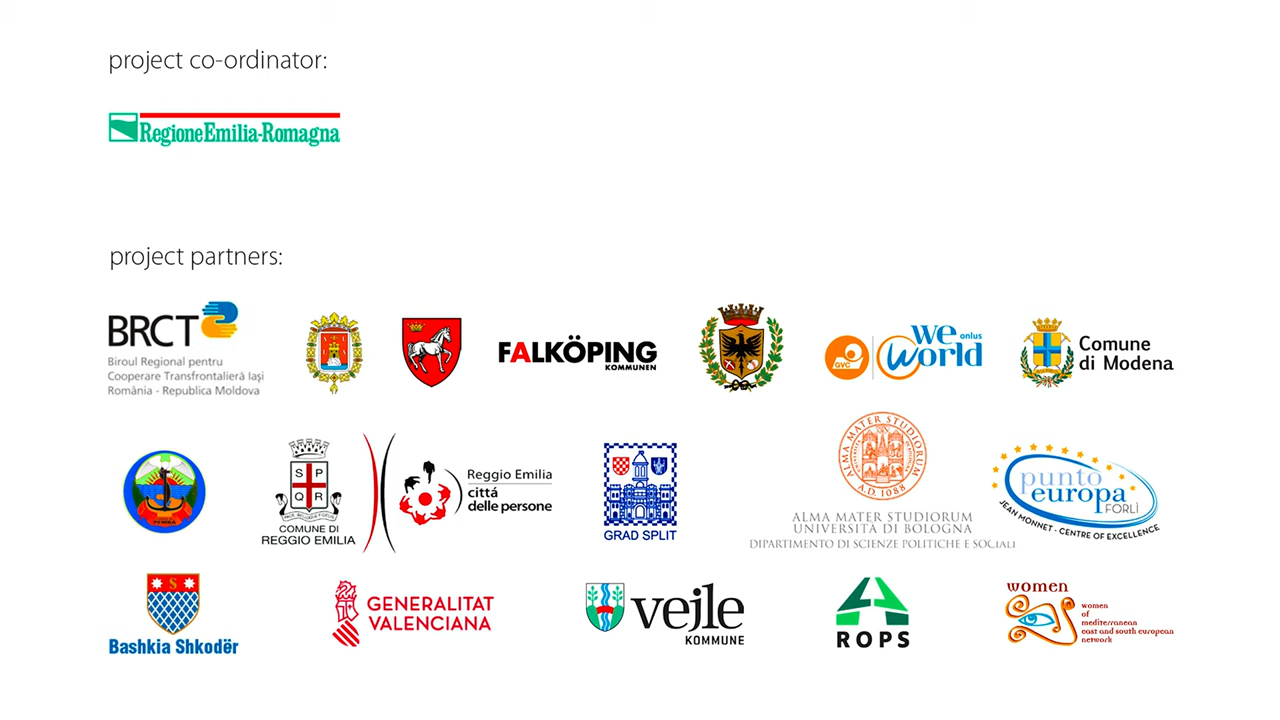 project co-ordinator:
RegioneEmilia-Romagna
project partners:
BRCT
Biroul Regional pentru
Cooperare Transfrontalieră Iași
România - Republica Moldova
FALKÖPING
KOMMUNEN
GVC
we onlus
world
Comune
di Modena
PEMBA
S P
Q R
COMUNE DI
REGGIO EMILIA
Reggio Emilia
cittá
delle persone
GRAD SPLIT
ALMA MATER STUDIORUM
A.D. 1088
ALMA MATER STUDIORUM
UNIVERSITA DI BOLOGNA
DIPARTIMENTO DI SCIENZE POLITICHE E SOCIALI
punto
europa
FORLÌ
JEAN MONNET - CENTRE OF EXCELLENCE
S
Bashkia Shkodër
GENERALITAT
VALENCIANA
vejle
KOMMUNE
ROPS
women
women
of
mediterranean
east and south european
network